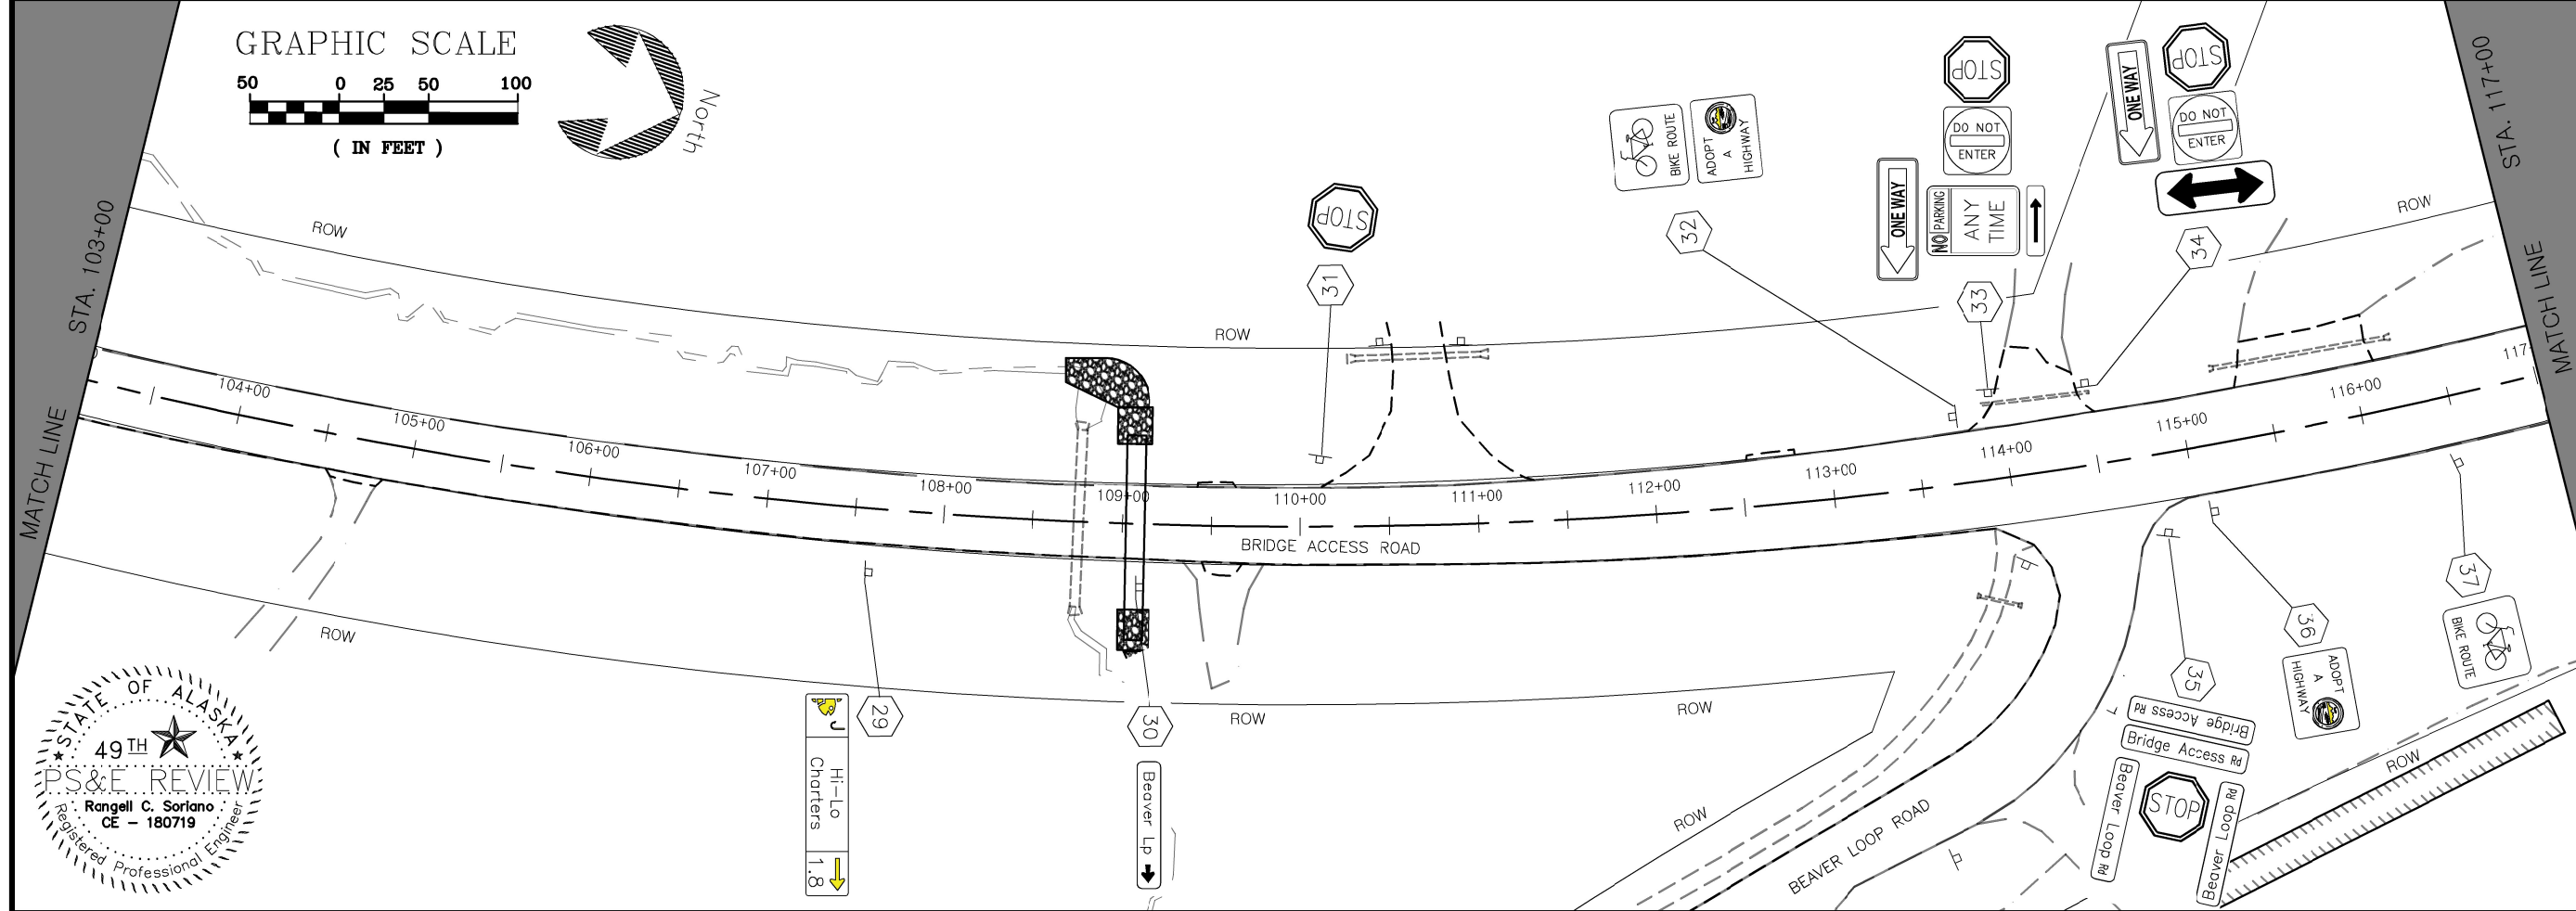 GRAPHIC SCALE
50 0 25 50 100
( IN FEET )
North
STA. 103+00
MATCH LINE
STA. 117+00
MATCH LINE
ROW
ROW
ROW
ROW
ROW
ROW
ROW
ROW
104+00
105+00
106+00
107+00
108+00
109+00
110+00
111+00
112+00
113+00
114+00
115+00
116+00
117
BRIDGE ACCESS ROAD
BEAVER LOOP ROAD
29
Hi-Lo
Charters
1.8
30
Beaver Lp
31
STOP
32
BIKE ROUTE
ADOPT
A
HIGHWAY
33
STOP
DO NOT
ENTER
ONE WAY
NO PARKING
ANY
TIME
34
STOP
DO NOT
ENTER
ONE WAY
35
Bridge Access Rd
Bridge Access Rd
Beaver Loop Rd
STOP
Beaver Loop Rd
36
ADOPT
A
HIGHWAY
37
BIKE ROUTE
STATE OF ALASKA
49TH
PS&E REVIEW
Rangell C. Soriano
CE - 180719
Registered Professional Engineer